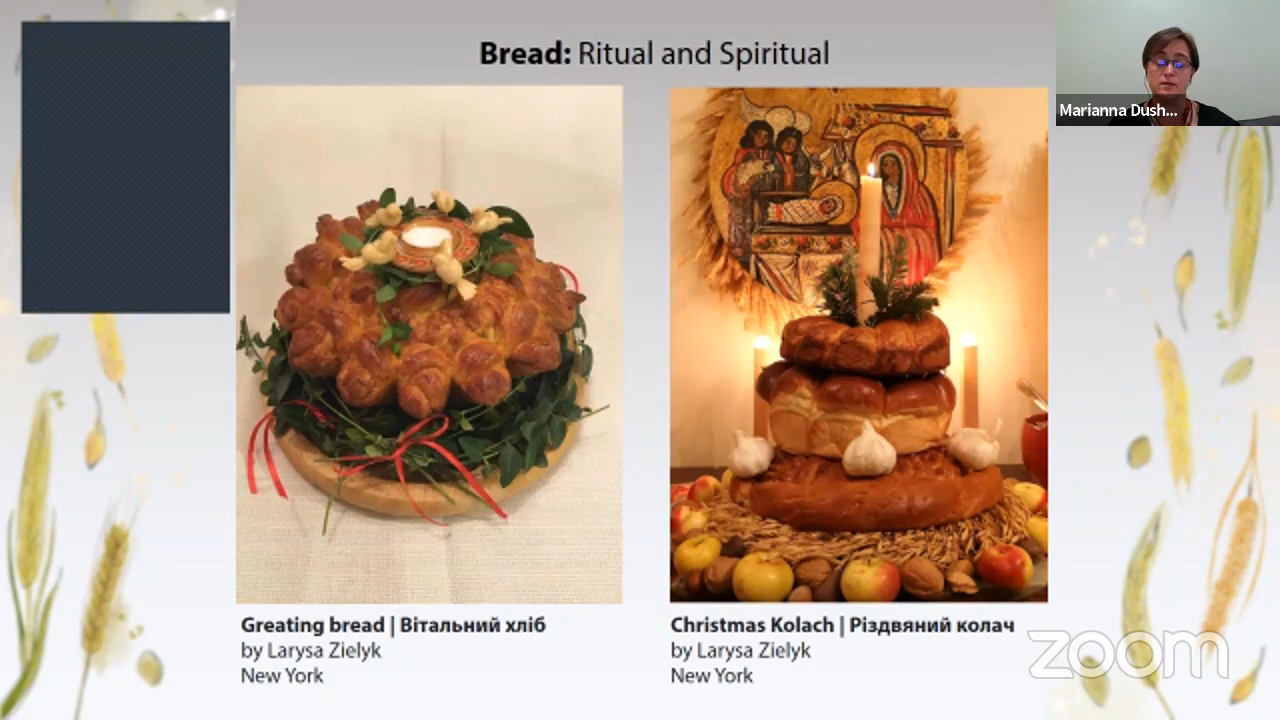 Bread: Ritual and Spiritual
Marianna Dush...
Greating bread | Вітальний хліб
by Larysa Zielyk
New York
Christmas Kolach | Різдвяний колач
by Larysa Zielyk
New York
zoom